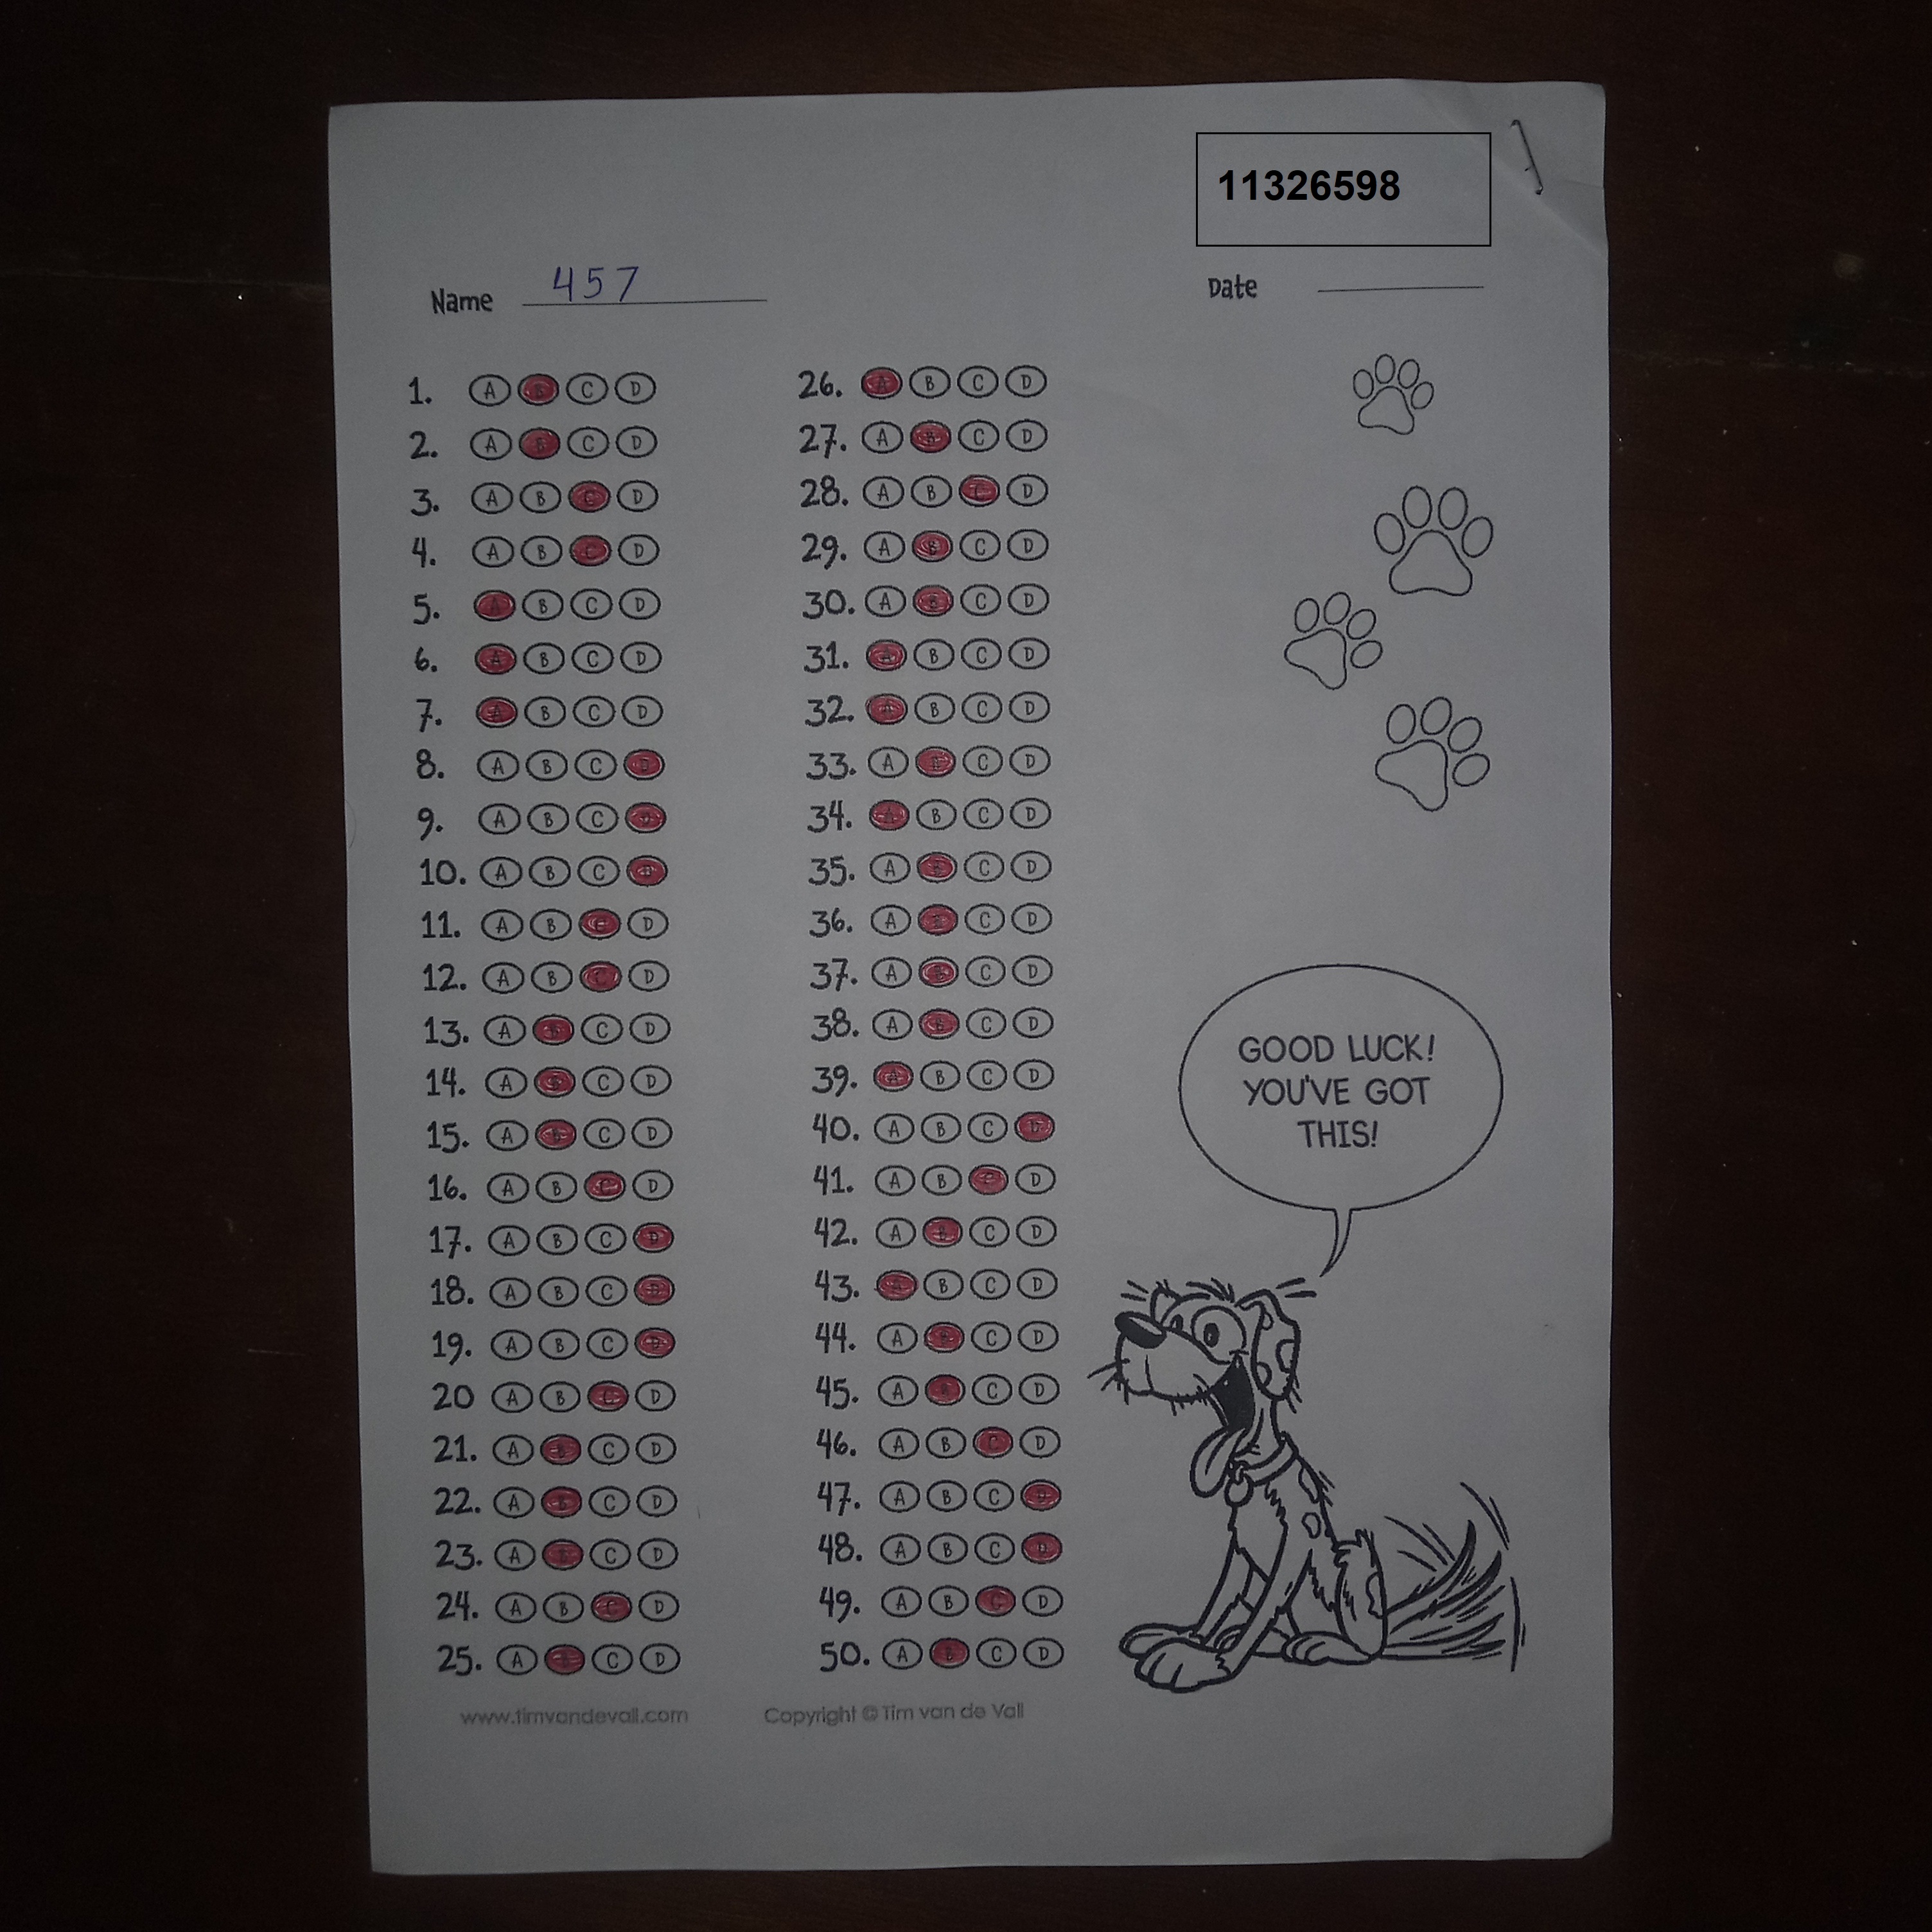 11326598
Name 457
Date
1. A B C D
2. A B C D
3. A B C D
4. A B C D
5. A B C D
6. A B C D
7. A B C D
8. A B C D
9. A B C D
10. A B C D
11. A B C D
12. A B C D
13. A B C D
14. A B C D
15. A B C D
16. A B C D
17. A B C D
18. A B C D
19. A B C D
20 A B C D
21. A B C D
22. A B C D
23. A B C D
24. A B C D
25. A B C D
26. A B C D
27. A B C D
28. A B C D
29. A B C D
30. A B C D
31. A B C D
32. A B C D
33. A B C D
34. A B C D
35. A B C D
36. A B C D
37. A B C D
38. A B C D
39. A B C D
40. A B C D
41. A B C D
42. A B C D
43. A B C D
44. A B C D
45. A B C D
46. A B C D
47. A B C D
48. A B C D
49. A B C D
50. A B C D
GOOD LUCK!
YOU'VE GOT
THIS!
www.timvandevall.com
Copyright © Tim van de Vall